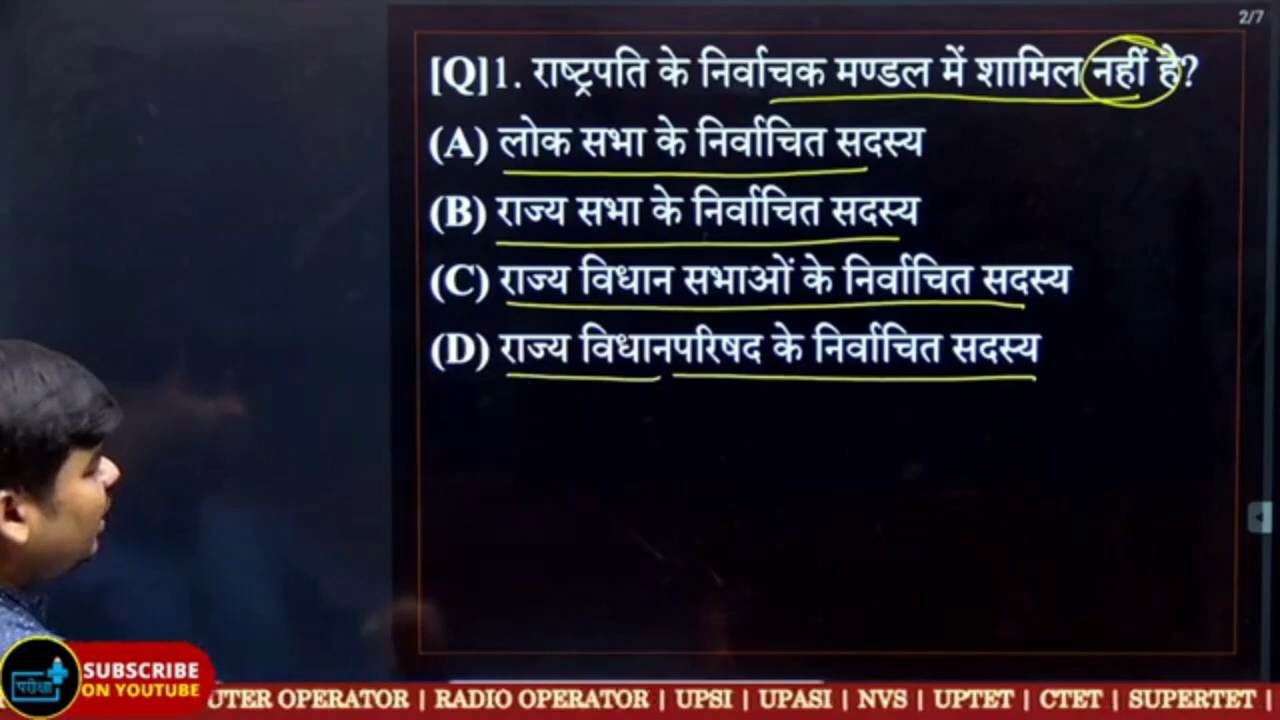 2/7
[Q]1. राष्ट्रपति के निर्वाचक मण्डल में शामिल नहीं है?
(A) लोक सभा के निर्वाचित सदस्य
(B) राज्य सभा के निर्वाचित सदस्य
(C) राज्य विधान सभाओं के निर्वाचित सदस्य
(D) राज्य विधानपरिषद के निर्वाचित सदस्य
परीक्षा
SUBSCRIBE
ON YOUTUBE
UTER OPERATOR | RADIO OPERATOR | UPSI | UPASI | NVS | UPTET | CTET | SUPERTET |